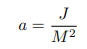 a = J / M²